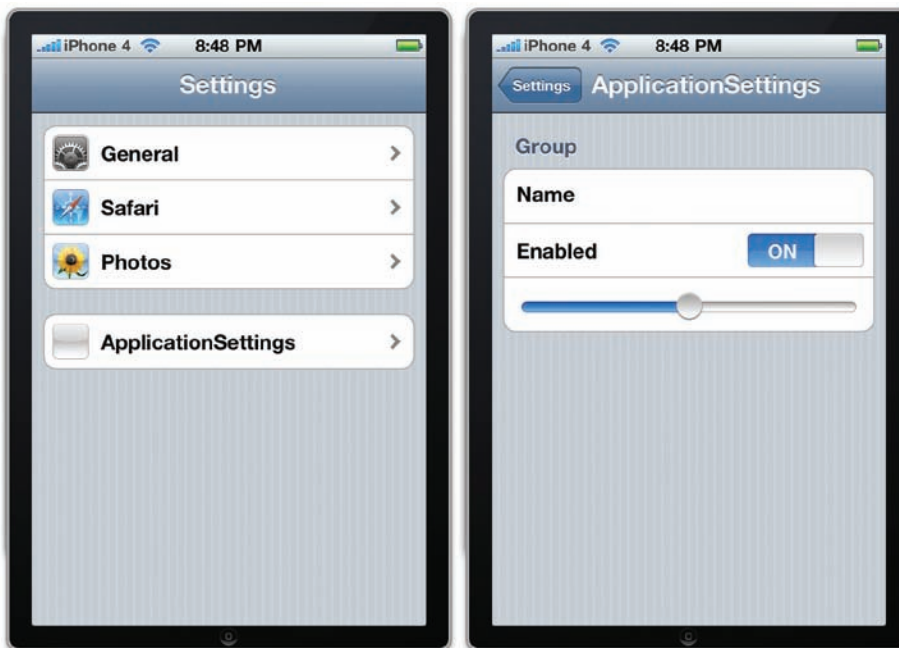 iPhone 4 8:48 PM
Settings
General
Safari
Photos
ApplicationSettings
iPhone 4 8:48 PM
Settings ApplicationSettings
Group
Name
Enabled ON